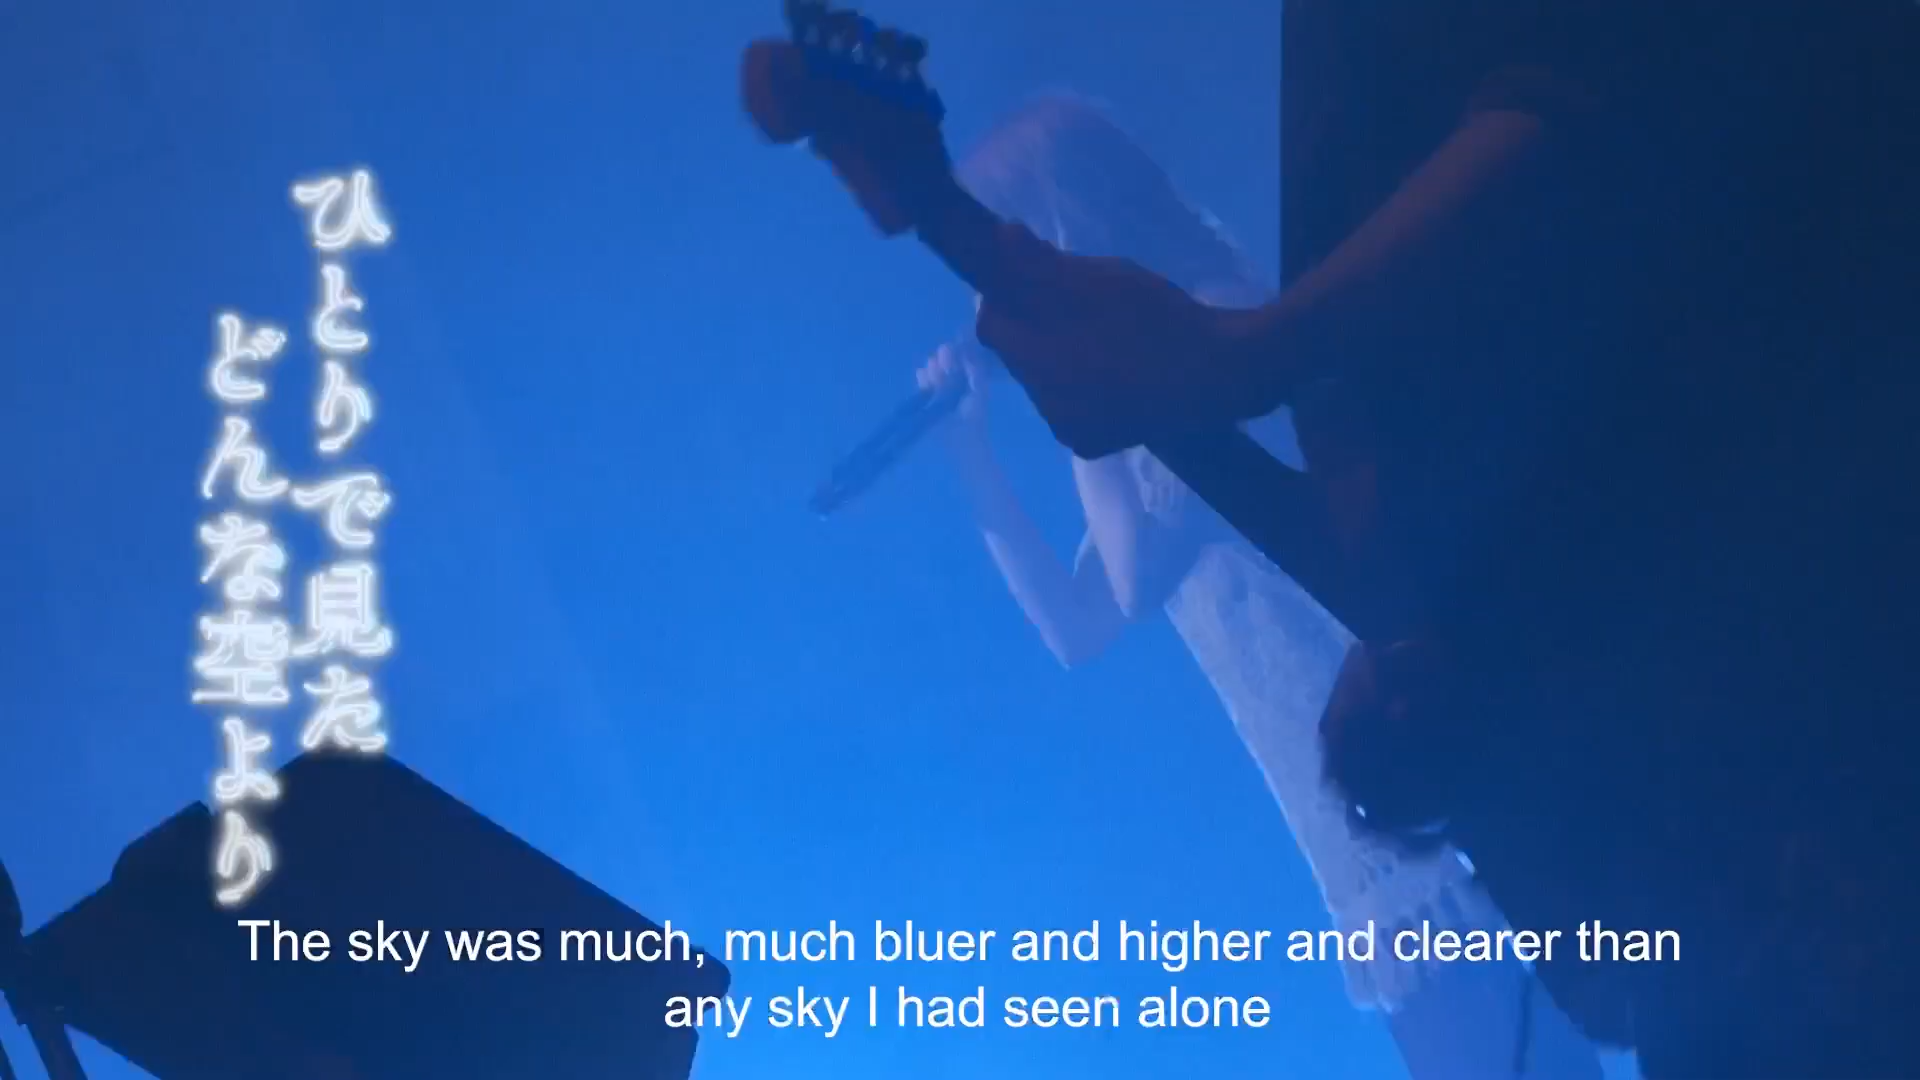 ひとりで見た
どんな空より
The sky was much, much bluer and higher and clearer than
any sky I had seen alone